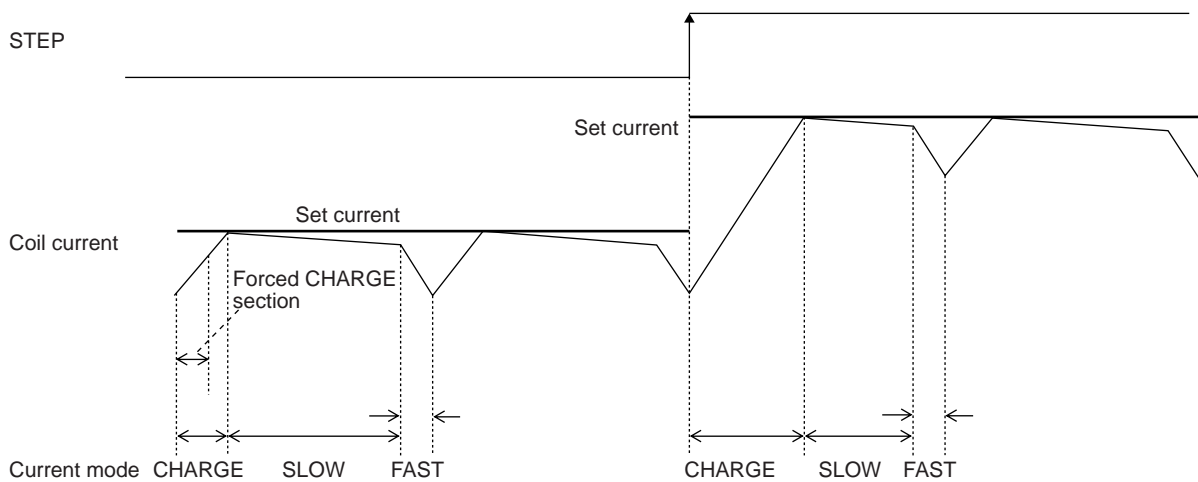 STEP
Set current
Set current
Coil current
Forced CHARGE
section
Current mode CHARGE SLOW FAST CHARGE SLOW FAST